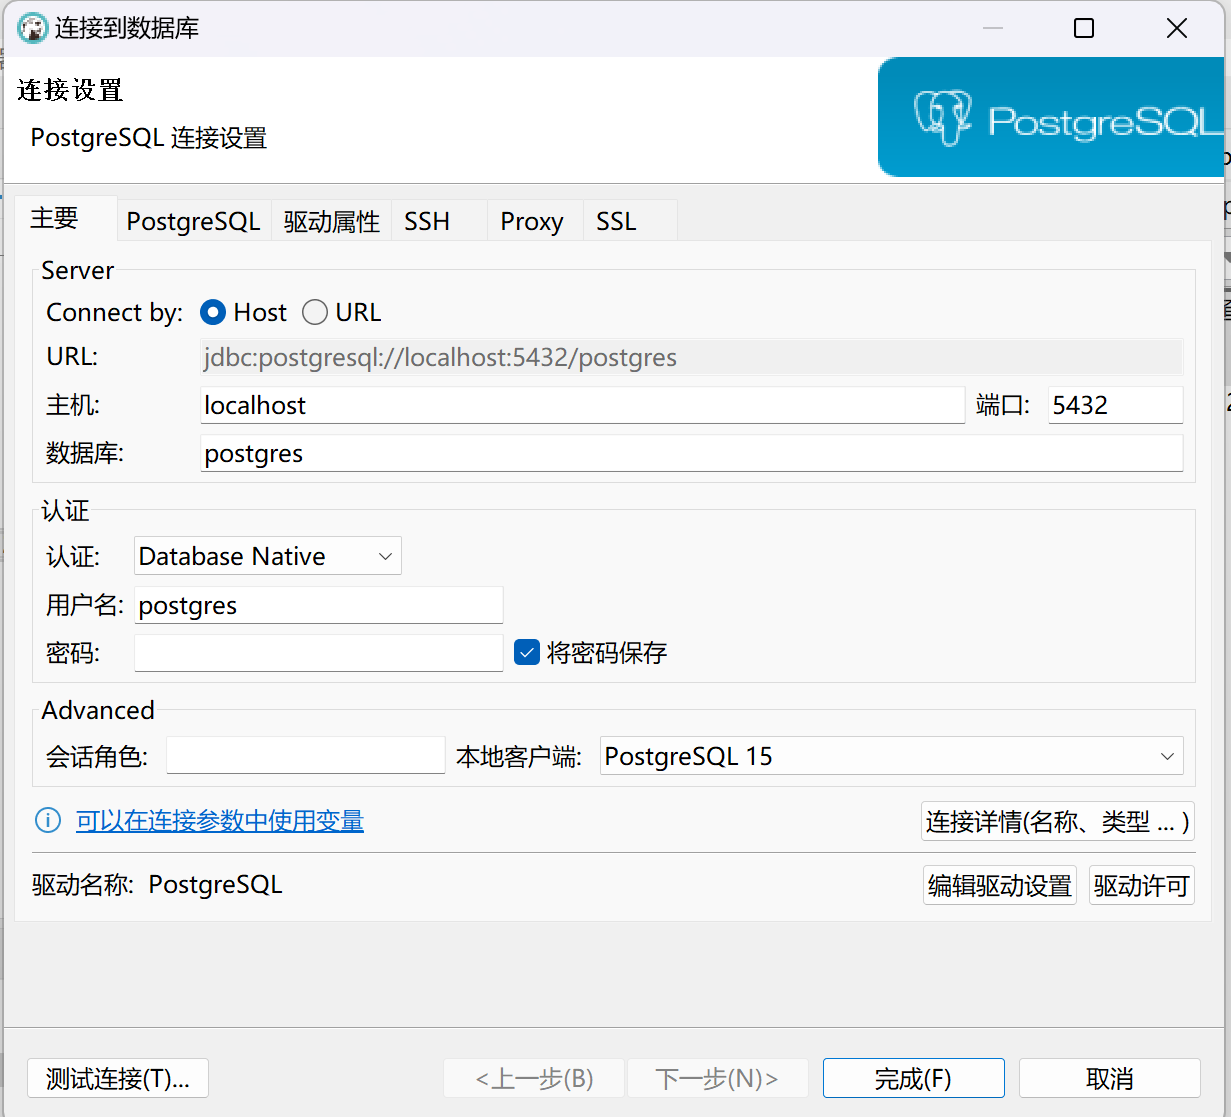 连接到数据库
连接设置
PostgreSQL 连接设置
PostgreSQL
主要 PostgreSQL 驱动属性 SSH Proxy SSL
Server
Connect by: Host URL
URL: jdbc:postgresql://localhost:5432/postgres
主机: localhost 端口: 5432
数据库: postgres
认证
认证: Database Native
用户名: postgres
密码: 将密码保存
Advanced
会话角色: 本地客户端: PostgreSQL 15
可以在连接参数中使用变量 连接详情(名称、类型 ... )
驱动名称: PostgreSQL 编辑驱动设置 驱动许可
测试连接(T)... <上一步(B) 下一步(N)> 完成(F) 取消